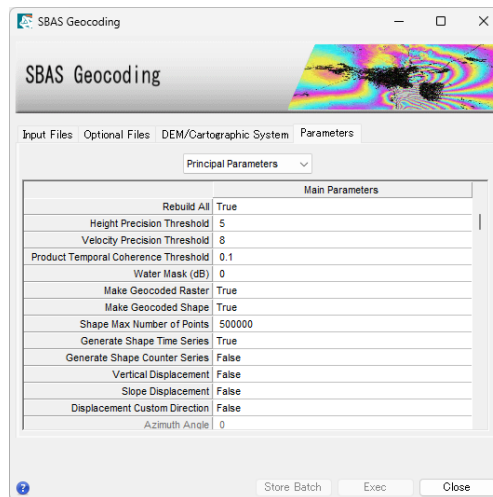 SBAS Geocoding
SBAS Geocoding
Input Files Optional Files DEM/Cartographic System Parameters
Principal Parameters
Main Parameters
Rebuild All True
Height Precision Threshold 5
Velocity Precision Threshold 8
Product Temporal Coherence Threshold 0.1
Water Mask (dB) 0
Make Geocoded Raster True
Make Geocoded Shape True
Shape Max Number of Points 500000
Generate Shape Time Series True
Generate Shape Counter Series False
Vertical Displacement False
Slope Displacement False
Displacement Custom Direction False
Azimuth Angle 0
? Store Batch Exec Close